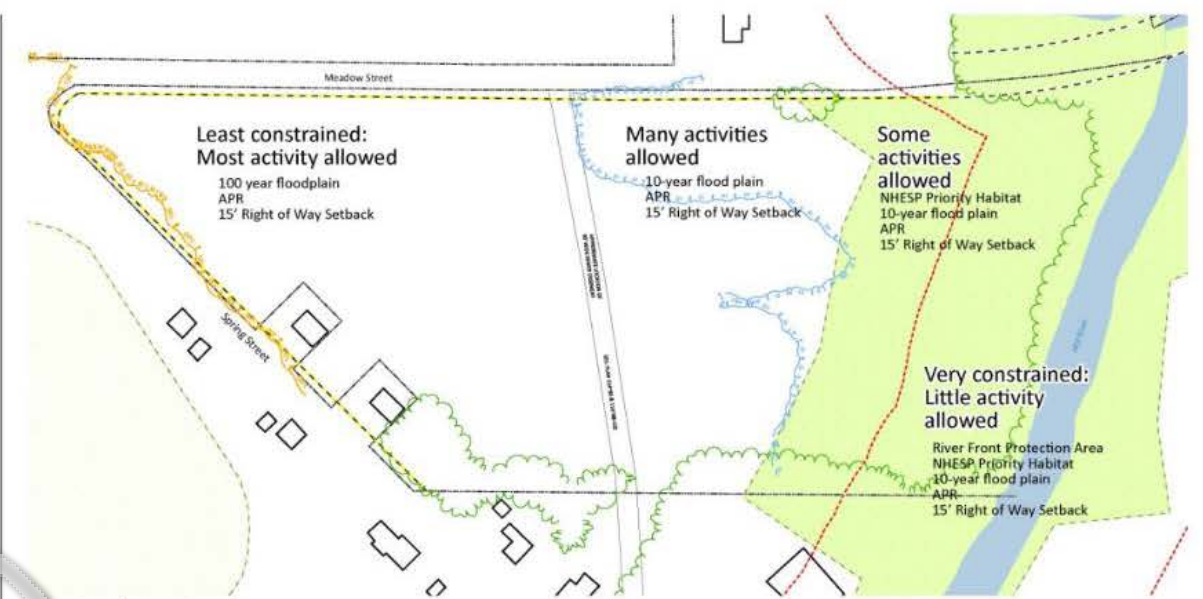 Meadow Street
Least constrained:
Most activity allowed
100 year floodplain
APR
15' Right of Way Setback
Many activities
allowed
10-year flood plain
APR
15' Right of Way Setback
Some
activities
allowed
NHESP Priority Habitat
10-year flood plain
APR
15' Right of Way Setback
Spring Street
Very constrained:
Little activity
allowed
River Front Protection Area
NHESP Priority Habitat
10-year flood plain
APR
15' Right of Way Setback